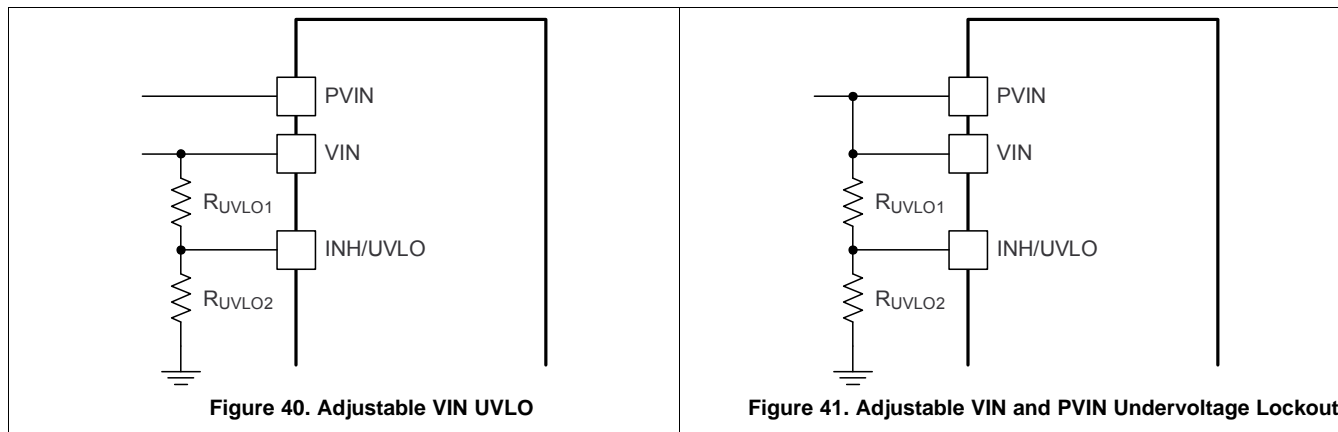 PVIN
VIN
RUVLO1
INH/UVLO
RUVLO2
Figure 40. Adjustable VIN UVLO
PVIN
VIN
RUVLO1
INH/UVLO
RUVLO2
Figure 41. Adjustable VIN and PVIN Undervoltage Lockout